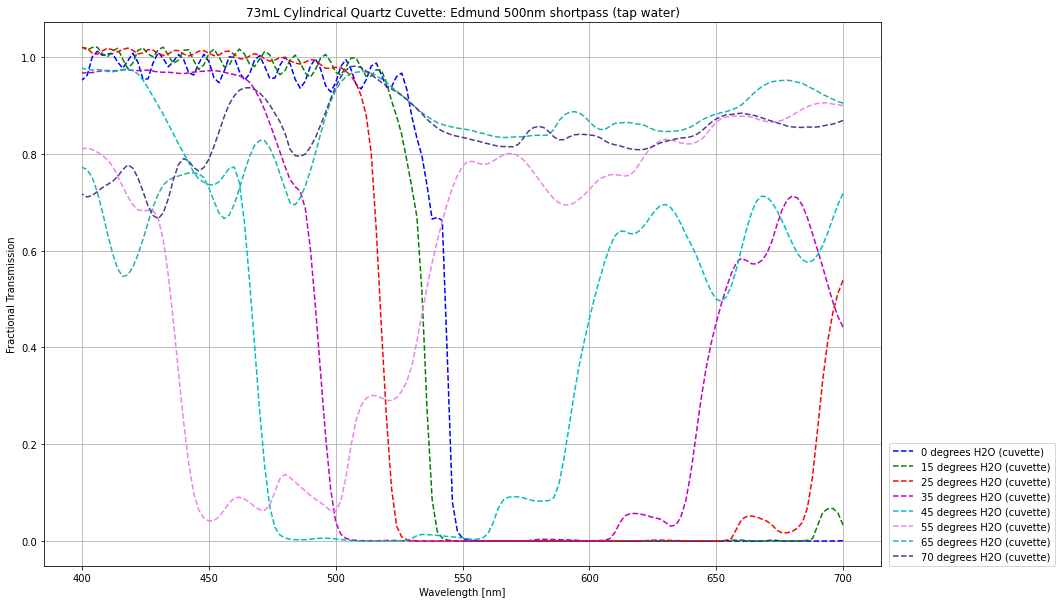 73mL Cylindrical Quartz Cuvette: Edmund 500nm shortpass (tap water)
Fractional Transmission
1.0
0.8
0.6
0.4
0.2
0.0
400 450 500 550 600 650 700
Wavelength [nm]
0 degrees H2O (cuvette)
15 degrees H2O (cuvette)
25 degrees H2O (cuvette)
35 degrees H2O (cuvette)
45 degrees H2O (cuvette)
55 degrees H2O (cuvette)
65 degrees H2O (cuvette)
70 degrees H2O (cuvette)